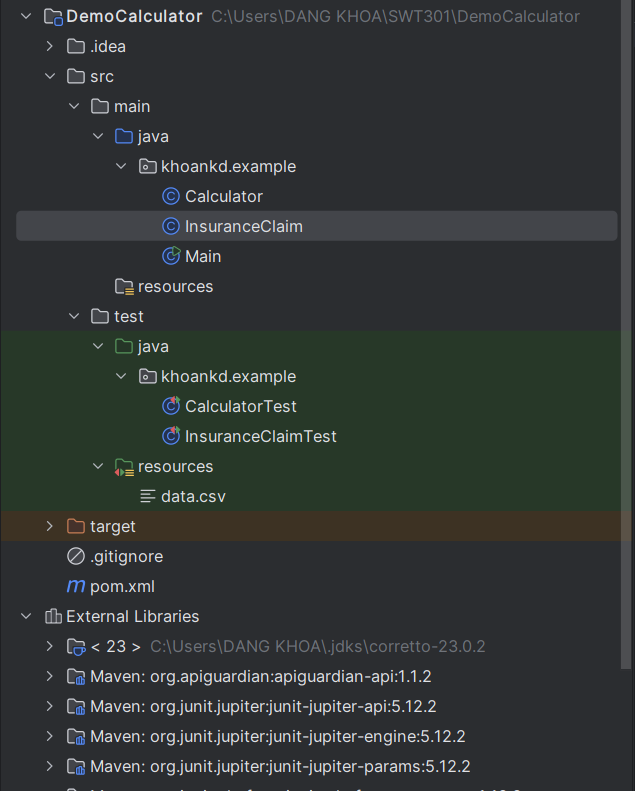 DemoCalculator C:\Users\DANG KHOA\SWT301\DemoCalculator
.idea
src
main
java
khoankd.example
Calculator
InsuranceClaim
Main
resources
test
java
khoankd.example
CalculatorTest
InsuranceClaimTest
resources
data.csv
target
.gitignore
pom.xml
External Libraries
< 23 > C:\Users\DANG KHOA\.jdks\corretto-23.0.2
Maven: org.apiguardian:apiguardian-api:1.1.2
Maven: org.junit.jupiter:junit-jupiter-api:5.12.2
Maven: org.junit.jupiter:junit-jupiter-engine:5.12.2
Maven: org.junit.jupiter:junit-jupiter-params:5.12.2